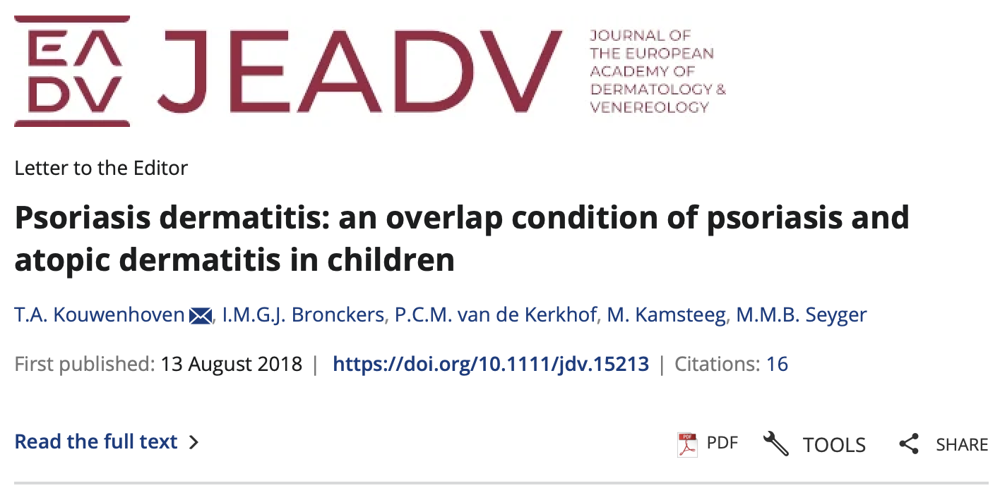 EA
DV
JEADV
JOURNAL OF
THE EUROPEAN
ACADEMY OF
DERMATOLOGY &
VENEREOLOGY
Letter to the Editor
Psoriasis dermatitis: an overlap condition of psoriasis and
atopic dermatitis in children
T.A. Kouwenhoven, I.M.G.J. Bronckers, P.C.M. van de Kerkhof, M. Kamsteeg, M.M.B. Seyger
First published: 13 August 2018 | https://doi.org/10.1111/jdv.15213 | Citations: 16
Read the full text
PDF PDF TOOLS SHARE